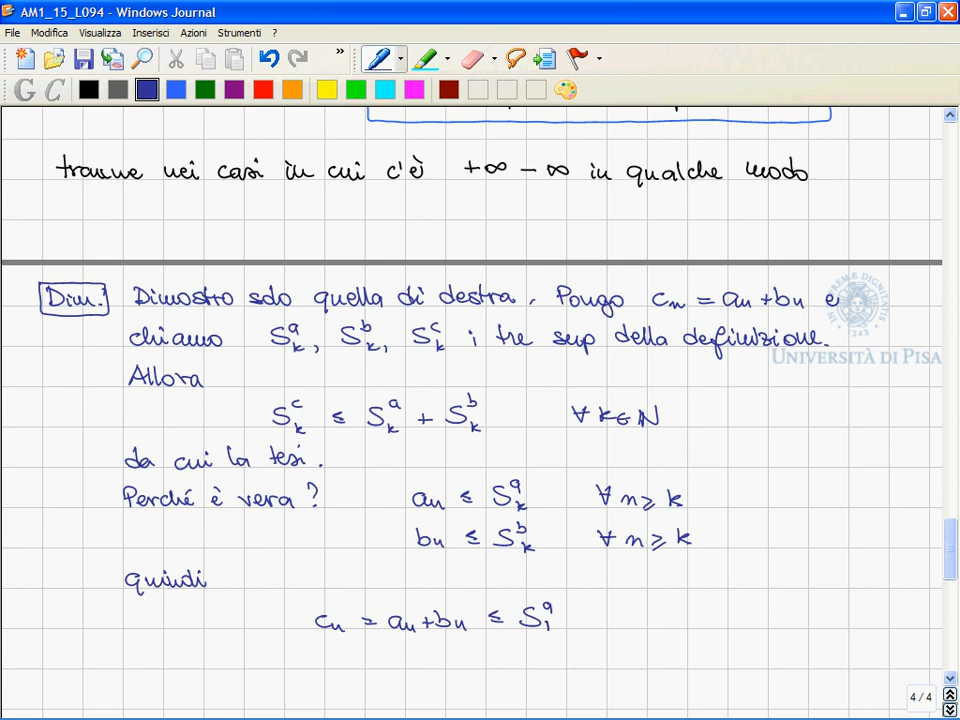 AM1_15_L094 - Windows Journal
File Modifica Visualizza Inserisci Azioni Strumenti ?
G C
tranne nei casi in cui c'è +∞ - ∞ in qualche modo
Dim. Dimostro solo quella di destra. Pongo cₙ = aₙ + bₙ e
chiamo Sₖᵃ, Sₖᵇ, Sₖᶜ i tre sup della definizione.
UNIVERSITÀ DI PISA
Allora
Sₖᶜ ≤ Sₖᵃ + Sₖᵇ ∀ k ∈ N
da cui la tesi.
Perché è vera? aₙ ≤ Sₖᵃ ∀ n ≥ k
bₙ ≤ Sₖᵇ ∀ n ≥ k
quindi
cₙ = aₙ + bₙ ≤ S₁ᵃ
4 / 4